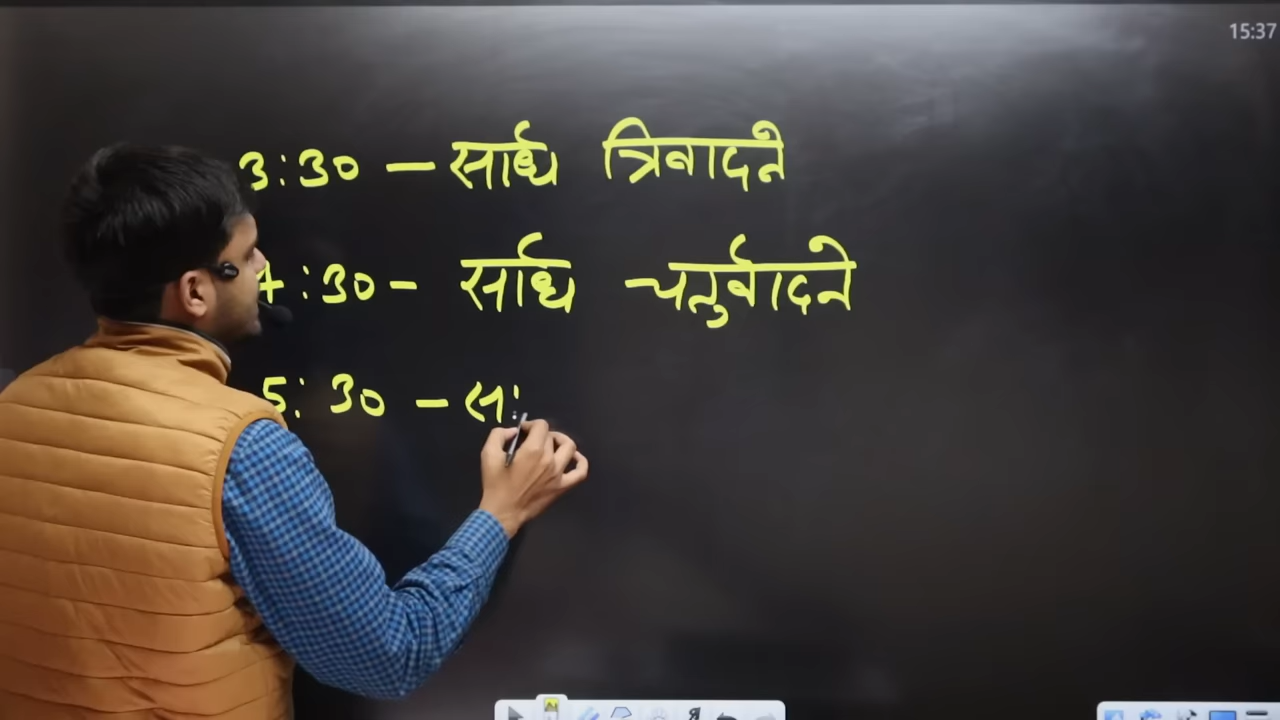 15:37
3:30 – सार्ध त्रिवादने
4:30 – सार्ध चतुर्वादने
5:30 – स